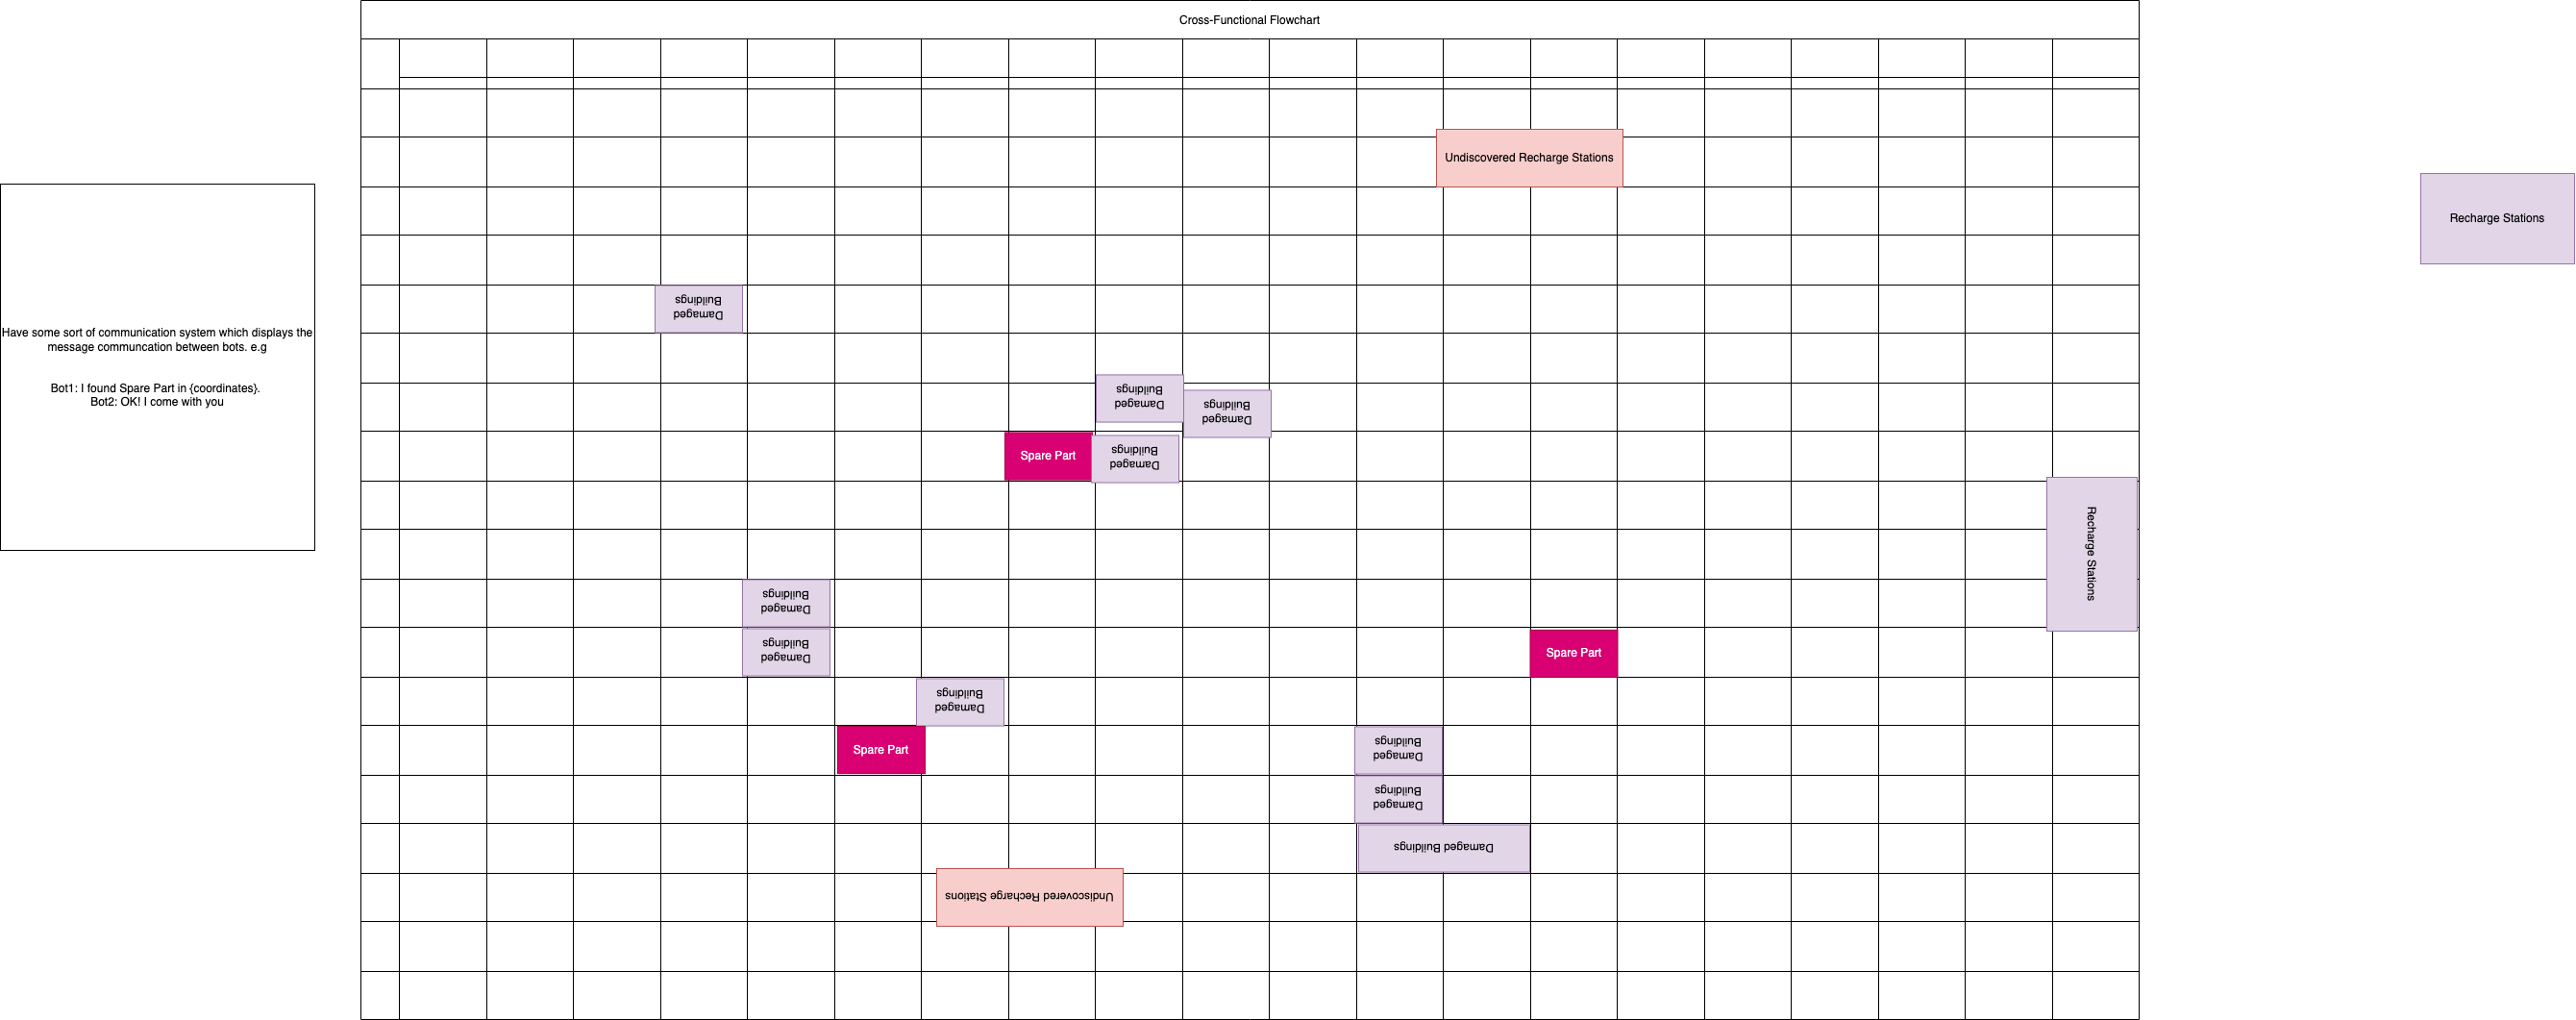 Cross-Functional Flowchart
Undiscovered Recharge Stations
Recharge Stations
Have some sort of communication system which displays the
message communcation between bots. e.g
Bot1: I found Spare Part in {coordinates}.
Bot2: OK! I come with you
Damaged
Buildings
Damaged
Buildings
Damaged
Buildings
Spare Part
Damaged
Buildings
Recharge Stations
Damaged
Buildings
Damaged
Buildings
Spare Part
Damaged
Buildings
Spare Part
Damaged
Buildings
Damaged
Buildings
Damaged Buildings
Undiscovered Recharge Stations